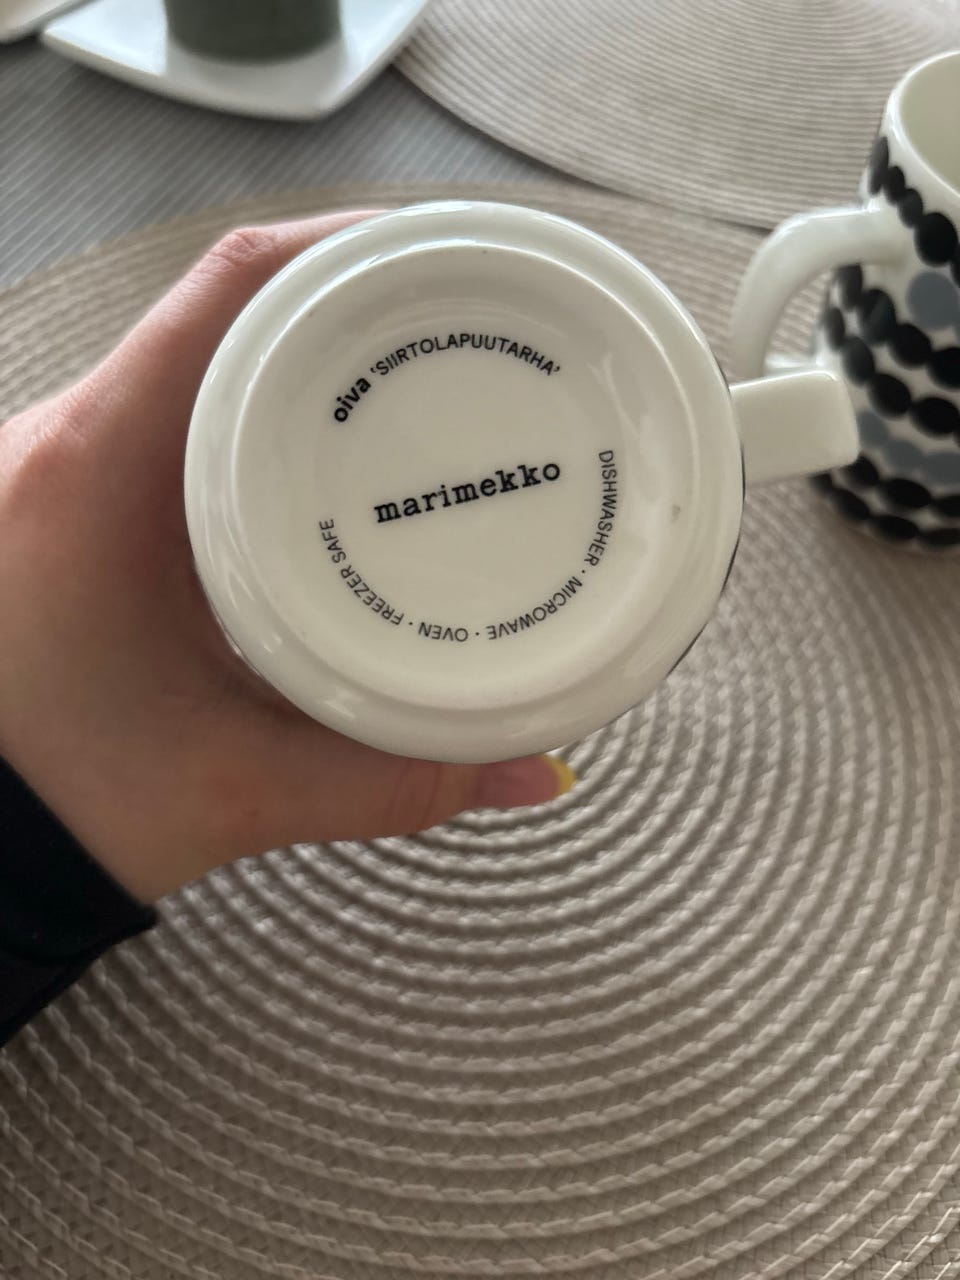 oiva ‘SIIRTOLAPUUTARHA’
marimekko
DISHWASHER · MICROWAVE · OVEN · FREEZER SAFE